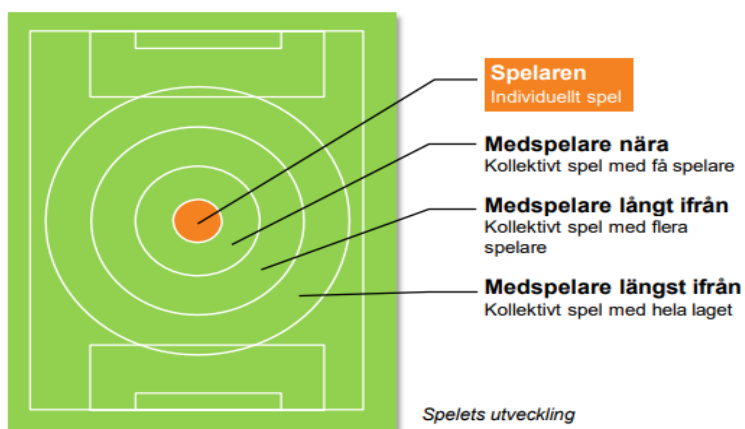 Spelaren
Individuellt spel
Medspelare nära
Kollektivt spel med få spelare
Medspelare långt ifrån
Kollektivt spel med flera
spelare
Medspelare längst ifrån
Kollektivt spel med hela laget
Spelets utveckling